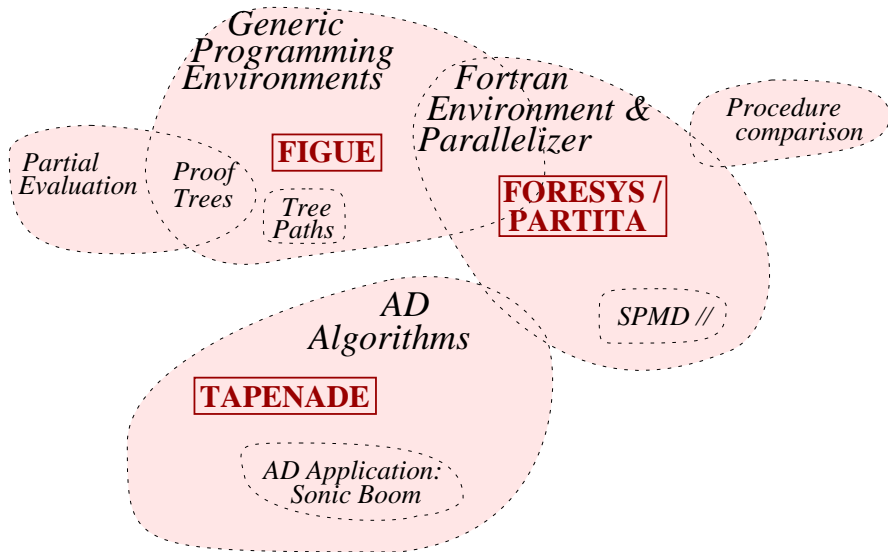 Generic
Programming
Environments
Fortran
Environment &
Parallelizer
Procedure
comparison
Partial
Evaluation
Proof
Trees
FIGUE
Tree
Paths
FORESYS /
PARTITA
SPMD //
AD
Algorithms
TAPENADE
AD Application:
Sonic Boom